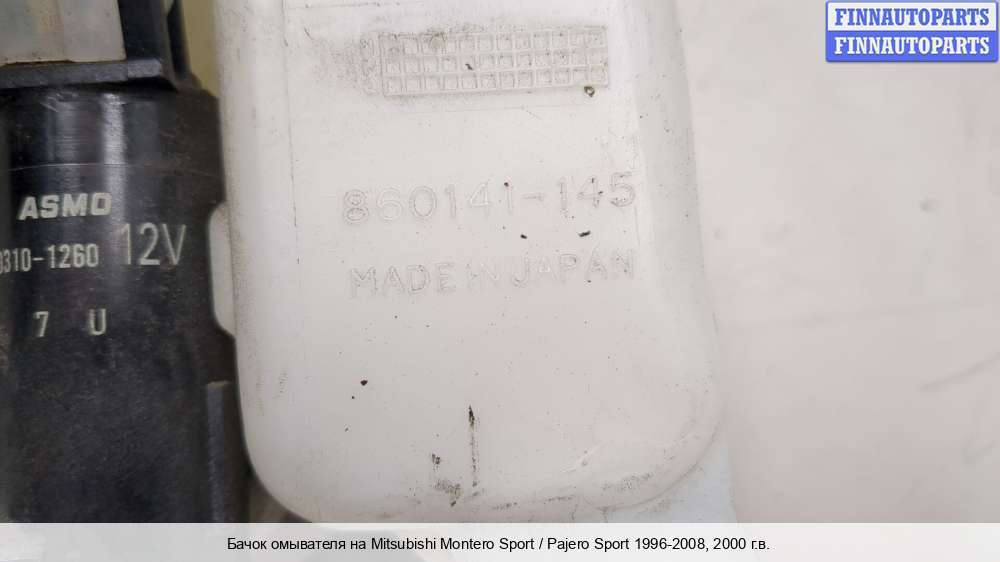 FINNAUTOPARTS
FINNAUTOPARTS
860141-145
MADE IN JAPAN
ASMO
310-1260 12V
7 U
Бачок омывателя на Mitsubishi Montero Sport / Pajero Sport 1996-2008, 2000 г.в.